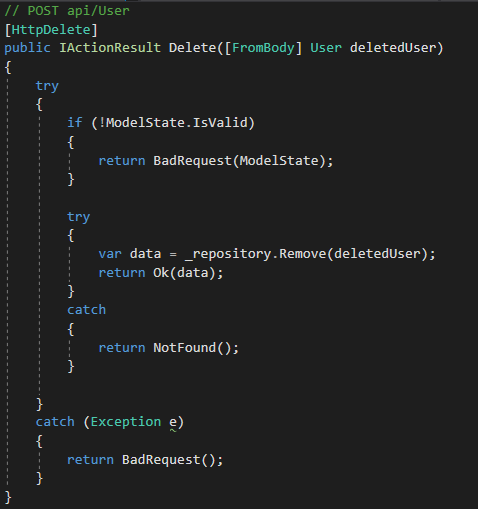 // POST api/User
[HttpDelete]
public IActionResult Delete([FromBody] User deletedUser)
{
try
{
if (!ModelState.IsValid)
{
return BadRequest(ModelState);
}
try
{
var data = _repository.Remove(deletedUser);
return Ok(data);
}
catch
{
return NotFound();
}
}
catch (Exception e)
{
return BadRequest();
}
}